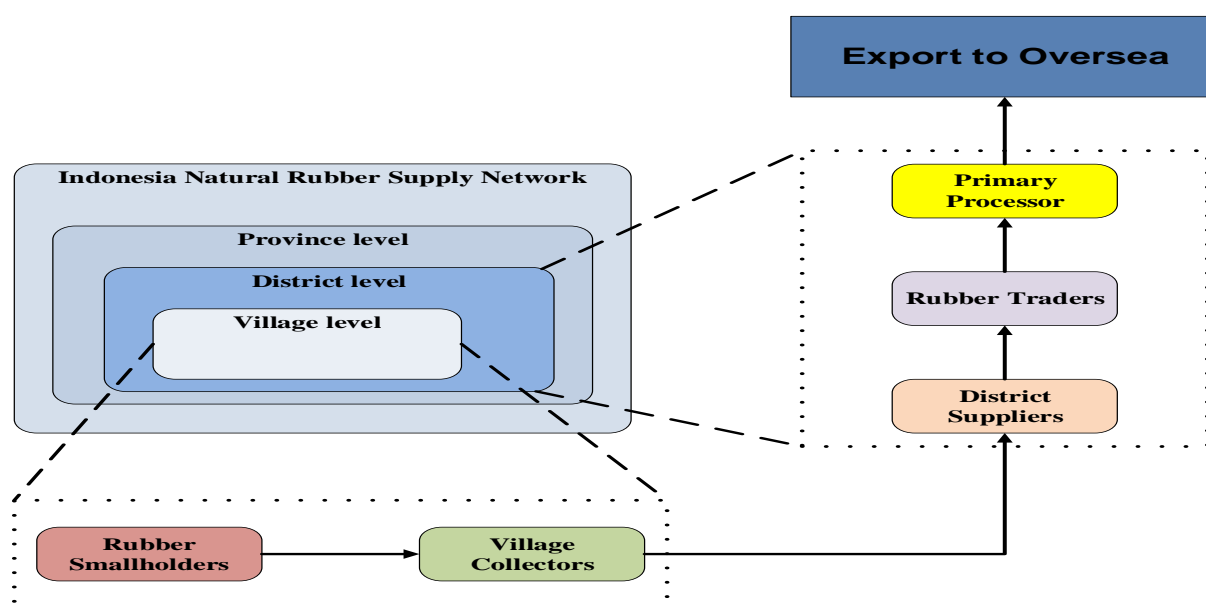 Export to Oversea
Indonesia Natural Rubber Supply Network
Province level
District level
Village level
Primary
Processor
Rubber Traders
District
Suppliers
Rubber
Smallholders
Village
Collectors